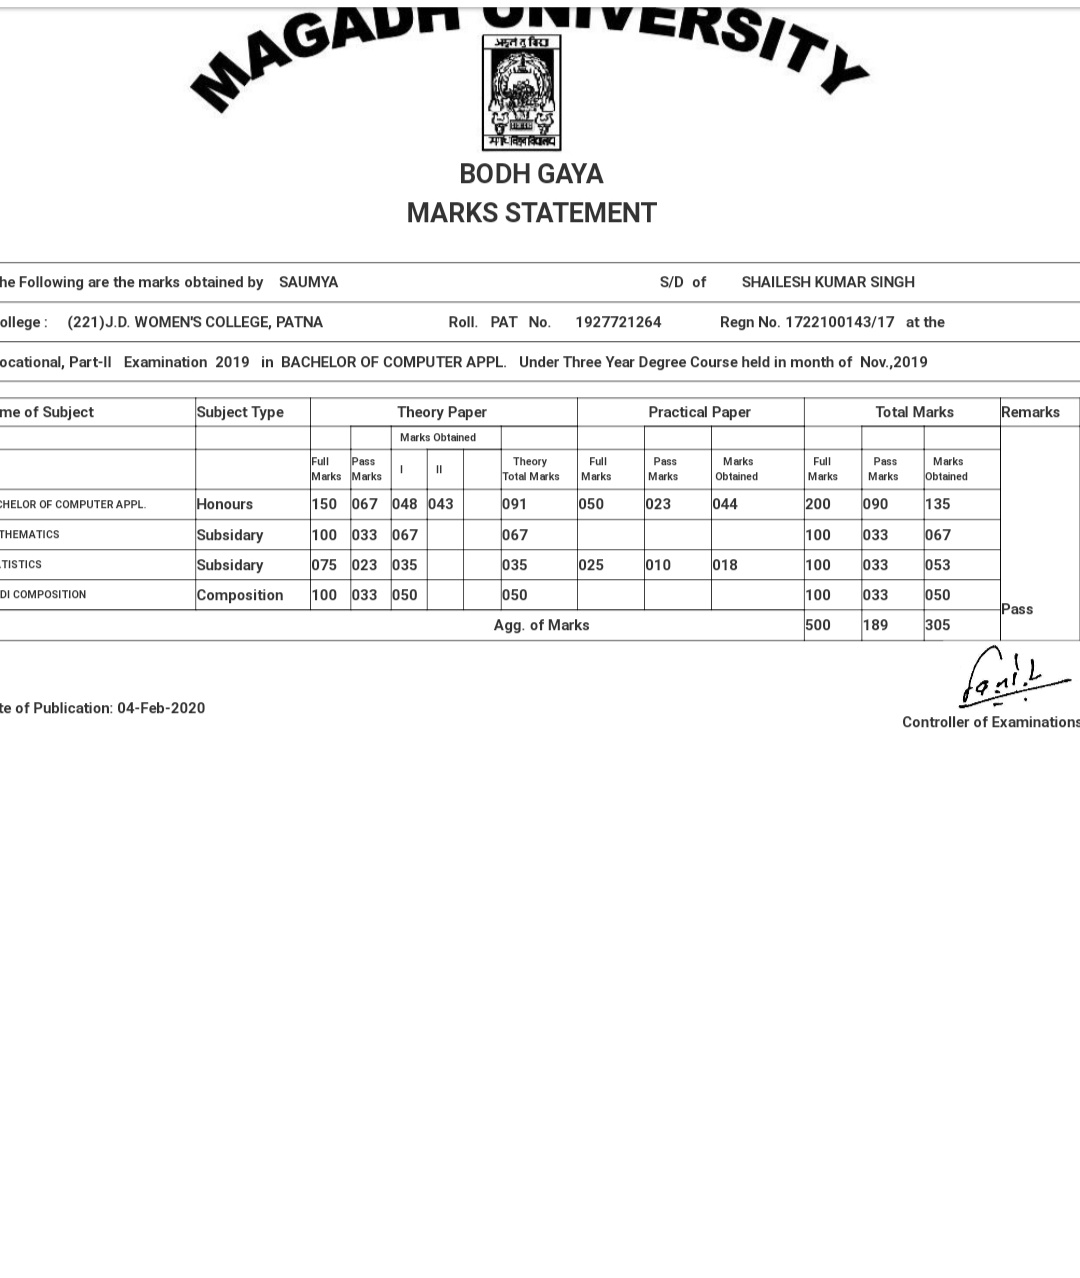 MAGADH UNIVERSITY
BODH GAYA
MARKS STATEMENT
he Following are the marks obtained by SAUMYA S/D of SHAILESH KUMAR SINGH
ollege : (221)J.D. WOMEN'S COLLEGE, PATNA Roll. PAT No. 1927721264 Regn No. 1722100143/17 at the
ocational, Part-II Examination 2019 in BACHELOR OF COMPUTER APPL. Under Three Year Degree Course held in month of Nov.,2019
me of Subject Subject Type Theory Paper Practical Paper Total Marks Remarks
Marks Obtained
Full Marks Pass Marks I II Theory Total Marks Full Marks Pass Marks Marks Obtained Full Marks Pass Marks Marks Obtained
CHELOR OF COMPUTER APPL. Honours 150 067 048 043 091 050 023 044 200 090 135
THEMATICS Subsidary 100 033 067 067 100 033 067
TISTICS Subsidary 075 023 035 035 025 010 018 100 033 053
DI COMPOSITION Composition 100 033 050 050 100 033 050
Pass
Agg. of Marks 500 189 305
te of Publication: 04-Feb-2020
Controller of Examinations